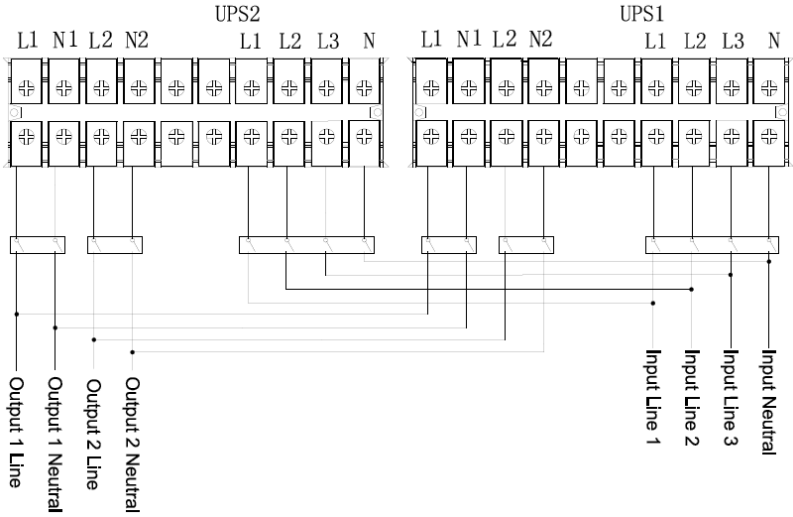 UPS2
UPS1
L1 N1 L2 N2 L1 L2 L3 N
L1 N1 L2 N2 L1 L2 L3 N
Output 1 Line
Output 1 Neutral
Output 2 Line
Output 2 Neutral
Input Line 1
Input Line 2
Input Line 3
Input Neutral